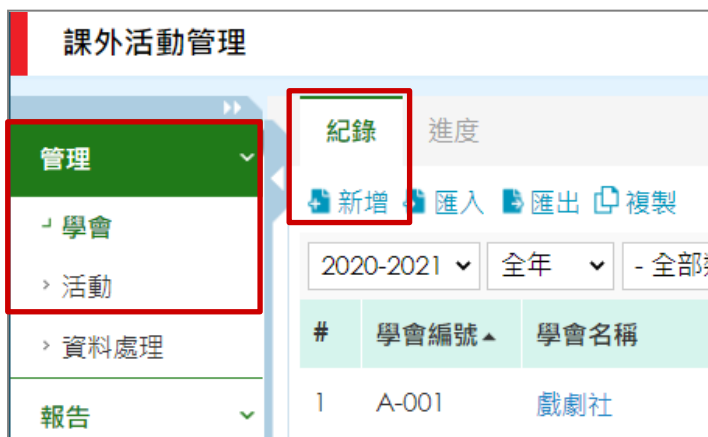 課外活動管理
管理
學會
活動
資料處理
報告
紀錄 進度
新增 匯入 匯出 複製
2020-2021 全年 - 全部
# 學會編號 學會名稱
1 A-001 戲劇社